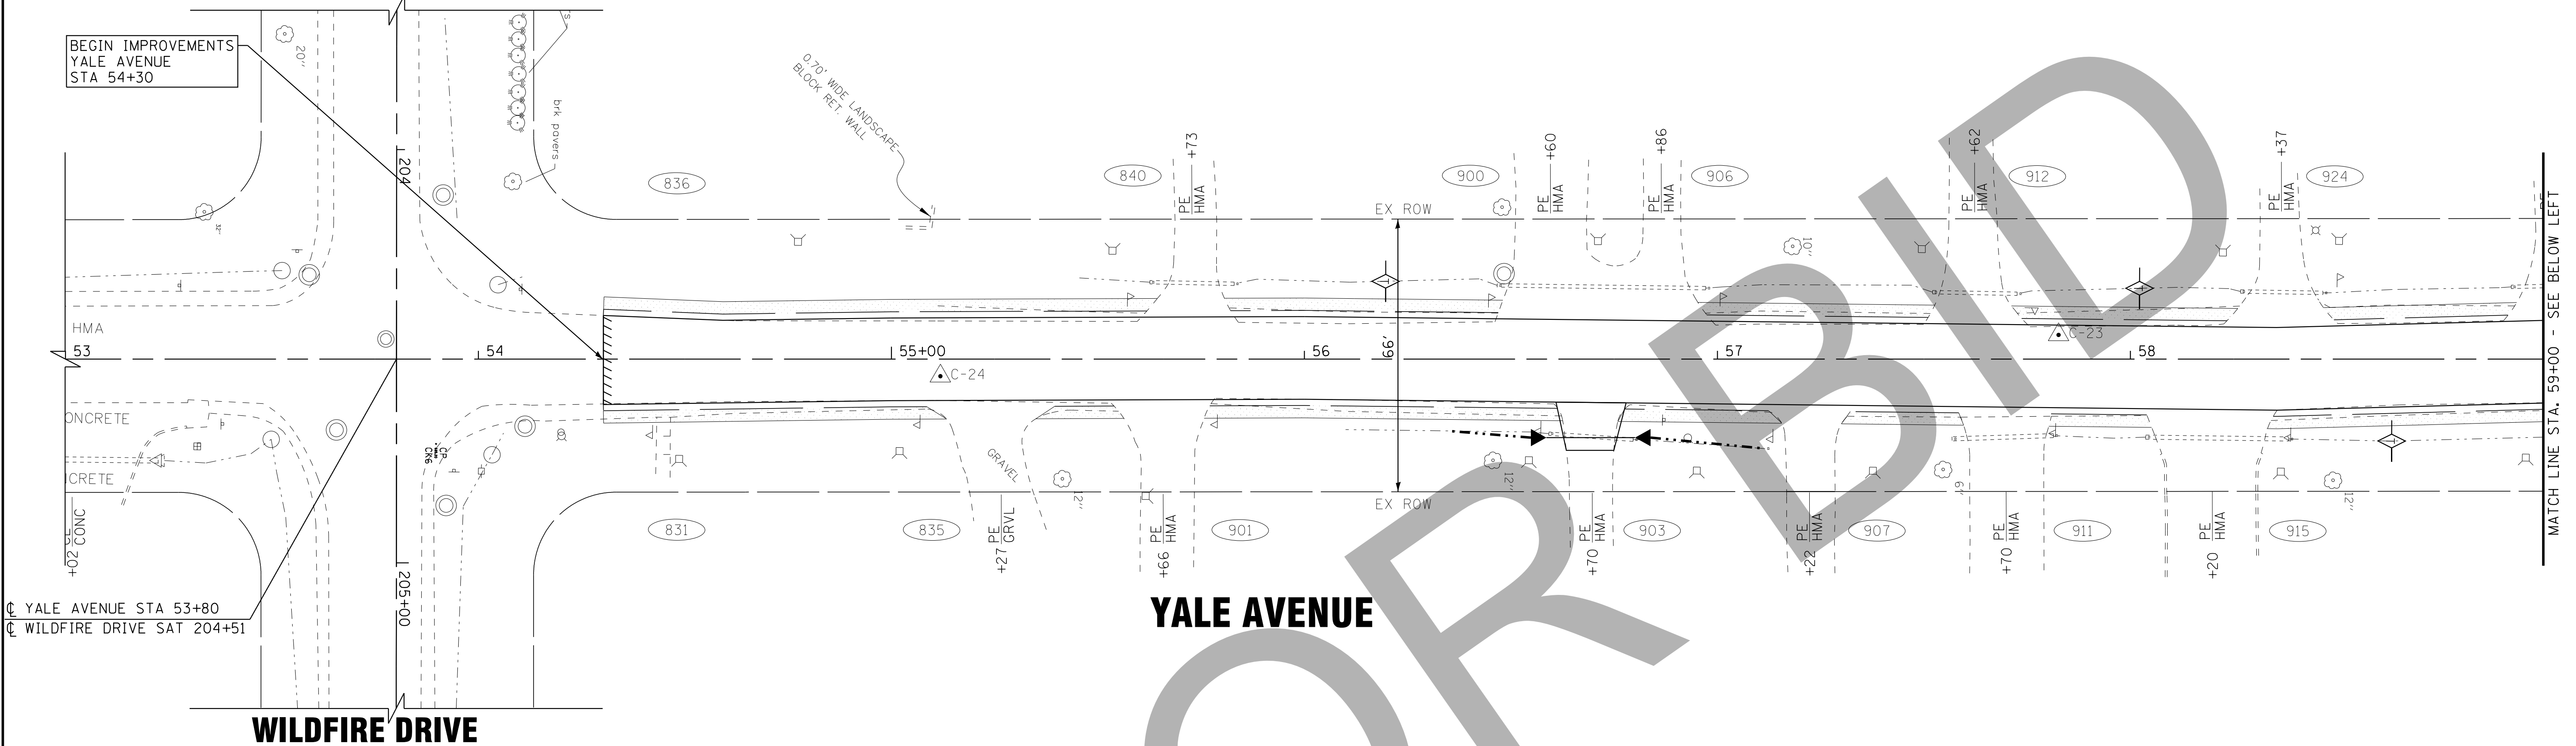 BEGIN IMPROVEMENTS
YALE AVENUE
STA 54+30
20"
32"
brk pavers
204
0.70' WIDE LANDSCAPE
BLOCK RET. WALL
836
840
+73
PE
HMA
900
+60
PE
HMA
+86
PE
HMA
906
10"
+62
PE
HMA
912
+37
PE
HMA
924
EX ROW
66'
HMA
53
54
55+00
56
57
58
C-24
C-23
MATCH LINE STA. 59+00 - SEE BELOW LEFT
ONCRETE
CRETE
CP
CK6
GRAVEL
12"
12"
6"
12"
EX ROW
+02
CONC
831
835
+27
PE
GRVL
+66
PE
HMA
901
+70
PE
HMA
903
+22
PE
HMA
907
+70
PE
HMA
911
+20
PE
HMA
915
205+00
℄ YALE AVENUE STA 53+80
℄ WILDFIRE DRIVE SAT 204+51
YALE AVENUE
WILDFIRE DRIVE
OR BID